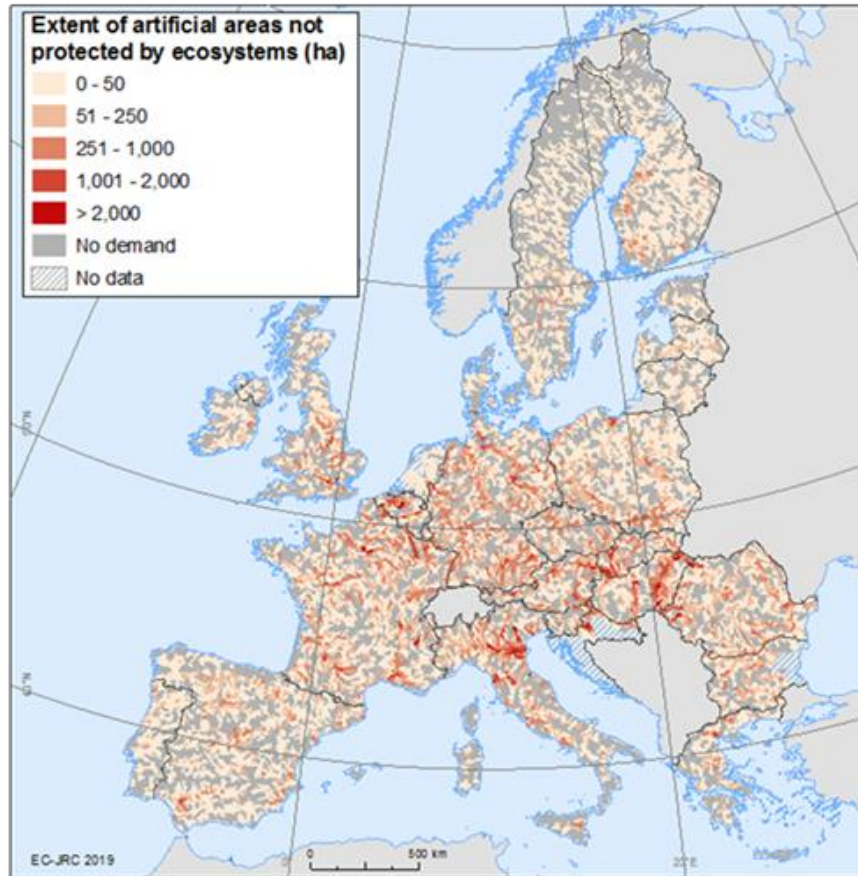 Extent of artificial areas not
protected by ecosystems (ha)
0 - 50
51 - 250
251 - 1,000
1,001 - 2,000
> 2,000
No demand
No data
EC-JRC 2019
0
500 km